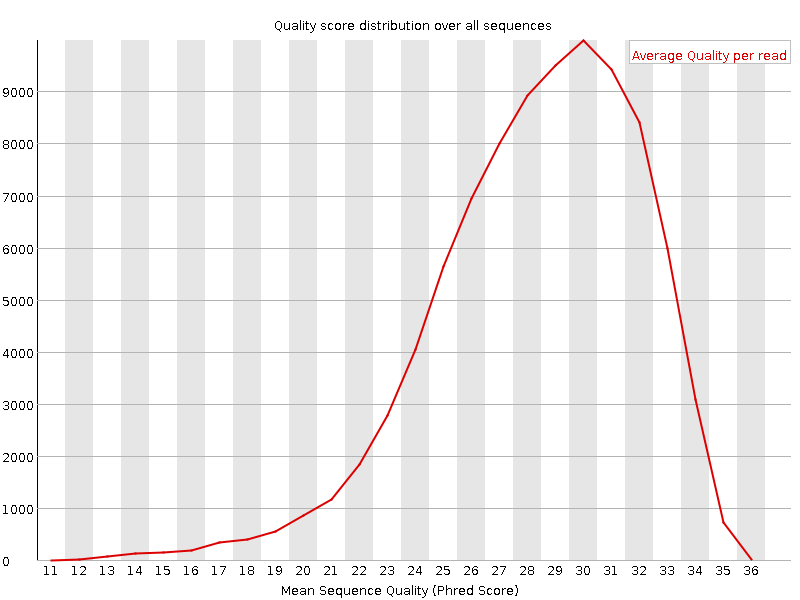 Quality score distribution over all sequences
Average Quality per read
9000
8000
7000
6000
5000
4000
3000
2000
1000
0
11 12 13 14 15 16 17 18 19 20 21 22 23 24 25 26 27 28 29 30 31 32 33 34 35 36
Mean Sequence Quality (Phred Score)